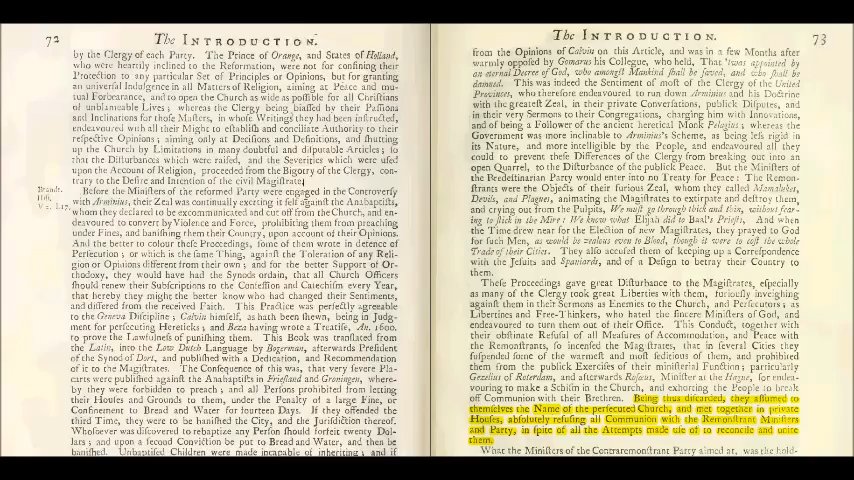 72 The INTRODUCTION.
by the Clergy of each Party. The Prince of Orange, and States of Holland,
who were heartily inclined to the Reformation, were not for confining their
Protection to any particular Set of Principles or Opinions, but for granting
an universal Indulgence in all Matters of Religion, aiming at Peace and mu-
tual Forbearance, and to open the Church as wide as possible for all Christians
of unblameable Lives; whereas the Clergy being biassed by their Passions
and Inclinations for those Masters, in whose Writings they had been instructed,
endeavoured with all their Might to establish and conciliate Authority to their
respective Opinions; aiming only at Decisions and Definitions, and shutting
up the Church by Limitations in many doubtful and disputable Articles; so
that the Disturbances which were raised, and the Severities which were used
upon the Account of Religion, proceeded from the Bigotry of the Clergy, con-
trary to the Desire and Intention of the civil Magistrate.
Brandt. Hist.
Before the Ministers of the reformed Party were engaged in the Controversy
with Arminius, their Zeal was continually exerting it self against the Anabaptists,
whom they declared to be excommunicated and cut off from the Church, and en-
deavoured to convert by Violence and Force, prohibiting them from preaching
under Fines, and banishing them their Country, upon account of their Opinions.
And the better to colour these Proceedings, some of them wrote in defence of
Persecution; or which is the same Thing, against the Toleration of any Reli-
gion or Opinions different from their own; and for the better Support of Or-
thodoxy, they would have had the Synods ordain, that all Church Officers
should renew their Subscriptions to the Confession and Catechism every Year,
that hereby they might the better know who had changed their Sentiments,
and differed from the received Faith. This Practice was perfectly agreeable
to the Geneva Discipline; Calvin himself, as hath been shewn, being in Judg-
ment for persecuting Hereticks; and Beza having wrote a Treatise, An. 1600.
to prove the Lawfulness of punishing them. This Book was translated from
the Latin, into the Low Dutch Language by Bogerman, afterwards President
of the Synod of Dort, and published with a Dedication, and Recommendation
of it to the Magistrates. The Consequence of this was, that very severe Pla-
carts were published against the Anabaptists in Friesland and Groningen, where-
by they were forbidden to preach; and all Persons prohibited from letting
their Houses and Grounds to them, under the Penalty of a large Fine, or
Confinement to Bread and Water for fourteen Days. If they offended the
third Time, they were to be banished the City, and the Jurisdiction thereof.
Whosoever was discovered to rebaptize any Person should forfeit twenty Dol-
lars; and upon a second Conviction be put to Bread and Water, and then be
banished. Unbaptised Children were made incapable of inheriting; and if
The INTRODUCTION. 73
from the Opinions of Calvin on this Article, and was in a few Months after
warmly opposed by Gomarus his Collegue, who held, That 'twas appointed by
an eternal Decree of God, who amongst Mankind shall be saved, and who shall be
damned. This was indeed the Sentiment of most of the Clergy of the United
Provinces, who therefore endeavoured to run down Arminius and his Doctrine
with the greatest Zeal, in their private Conversations, publick Disputes, and
in their very Sermons to their Congregations, charging him with Innovations,
and of being a Follower of the ancient heretical Monk Pelagius; whereas the
Government was more inclinable to Arminius's Scheme, as being less rigid in
its Nature, and more intelligible by the People, and endeavoured all they
could to prevent these Differences of the Clergy from breaking out into an
open Quarrel, to the Disturbance of the publick Peace. But the Ministers of
the Predestinarian Party would enter into no Treaty for Peace: The Remon-
strants were the Objects of their furious Zeal, whom they called Mamalukes,
Devils, and Plagues, animating the Magistrates to extirpate and destroy them,
and crying out from the Pulpits, We must go through thick and thin, without fear-
ing to stick in the Mire: We know what Elijah did to Baal's Priests. And when
the Time drew near for the Election of new Magistrates, they prayed to God
for such Men, as would be zealous even to Blood, though it were to cost the whole
Trade of their Cities. They also accused them of keeping up a Correspondence
with the Jesuits and Spaniards, and of a Design to betray their Country to
them.
These Proceedings gave great Disturbance to the Magistrates, especially
as many of the Clergy took great Liberties with them, furiously inveighing
against them in their Sermons as Enemies to the Church, and Persecutors; as
Libertines and Free-Thinkers, who hated the sincere Ministers of God, and
endeavoured to turn them out of their Office. This Conduct, together with
their obstinate Refusal of all Measures of Accommodation, and Peace with
the Remonstrants, so incensed the Magistrates, that in several Cities they
suspended some of the warmest and most seditious of them, and prohibited
them from the publick Exercises of their ministerial Function; particularly
Gezelius of Rotterdam, and afterwards Rosæus, Minister at the Hague, for endea-
vouring to make a Schism in the Church, and exhorting the People to break
off Communion with their Brethren. Being thus discarded, they assumed to
themselves the Name of the persecuted Church, and met together in private
Houses, absolutely refusing all Communion with the Remonstrant Ministers
and Party, in spite of all the Attempts made use of to reconcile and unite
them.
What the Ministers of the Contraremonstrant Party aimed at, was the hold-